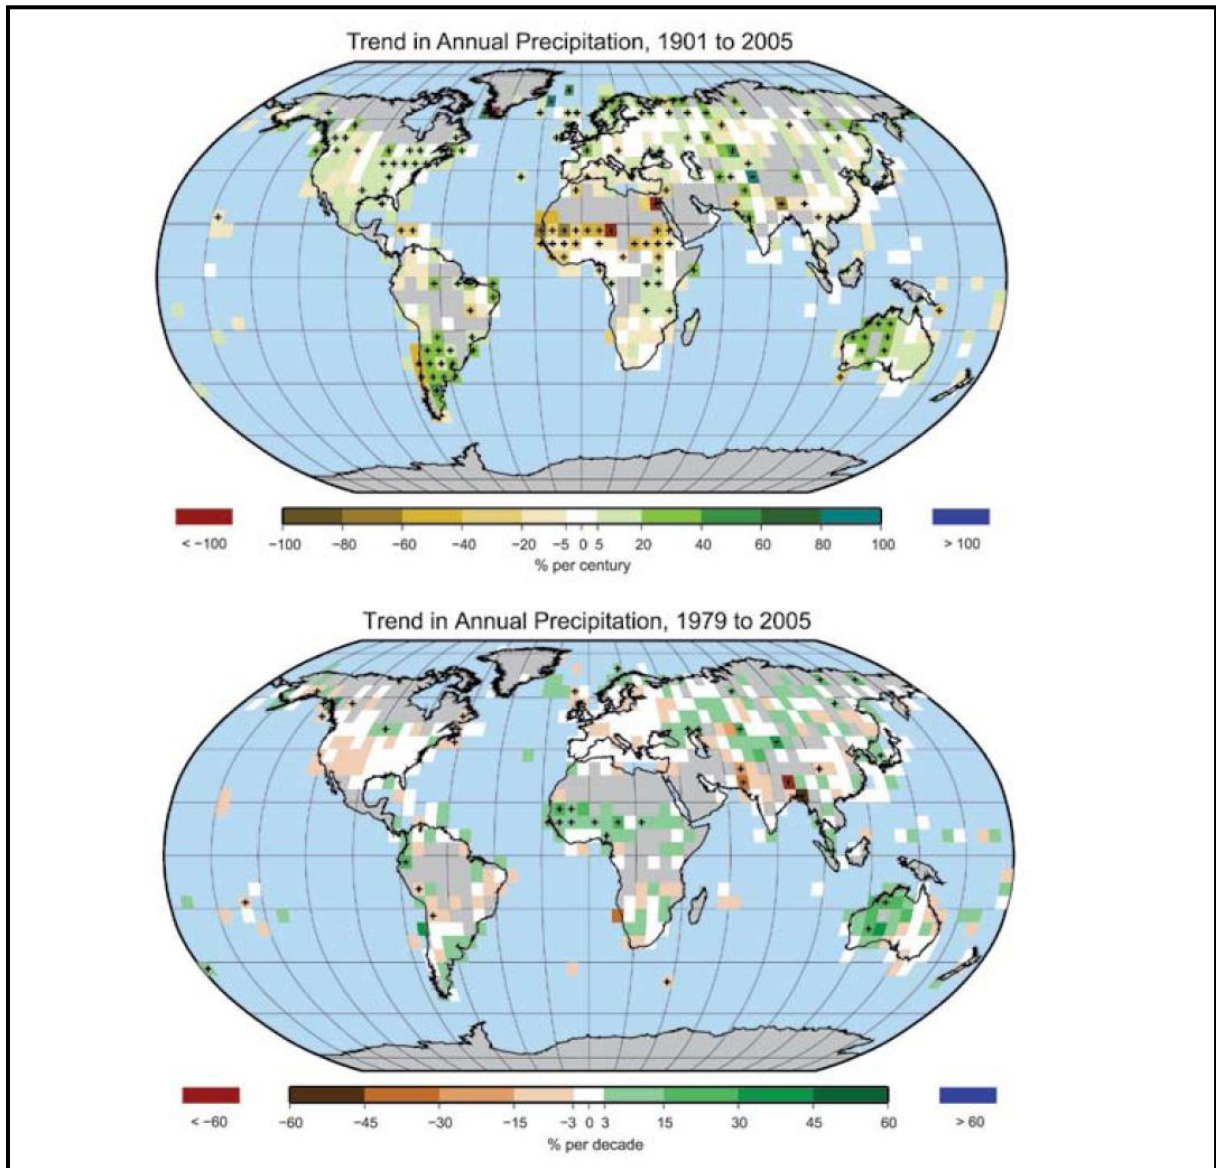 Trend in Annual Precipitation, 1901 to 2005
< −100 −100 −80 −60 −40 −20 −5 0 5 20 40 60 80 100 > 100
% per century
Trend in Annual Precipitation, 1979 to 2005
< −60 −60 −45 −30 −15 −3 0 3 15 30 45 60 > 60
% per decade